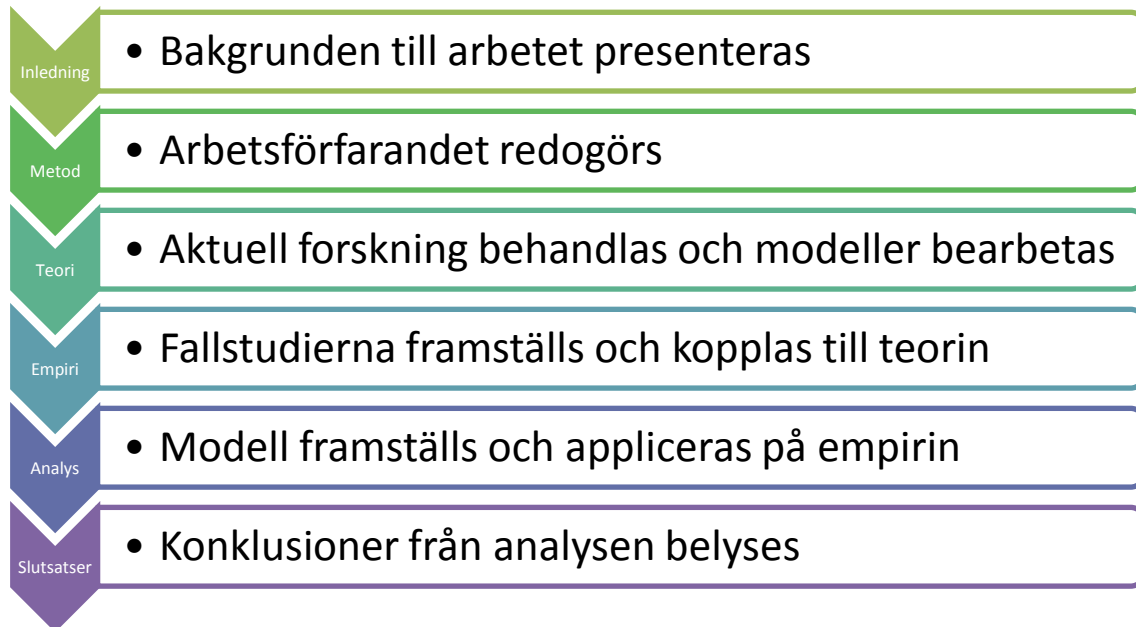 Inledning
• Bakgrunden till arbetet presenteras
Metod
• Arbetsförfarandet redogörs
Teori
• Aktuell forskning behandlas och modeller bearbetas
Empiri
• Fallstudierna framställs och kopplas till teorin
Analys
• Modell framställs och appliceras på empirin
Slutsatser
• Konklusioner från analysen belyses